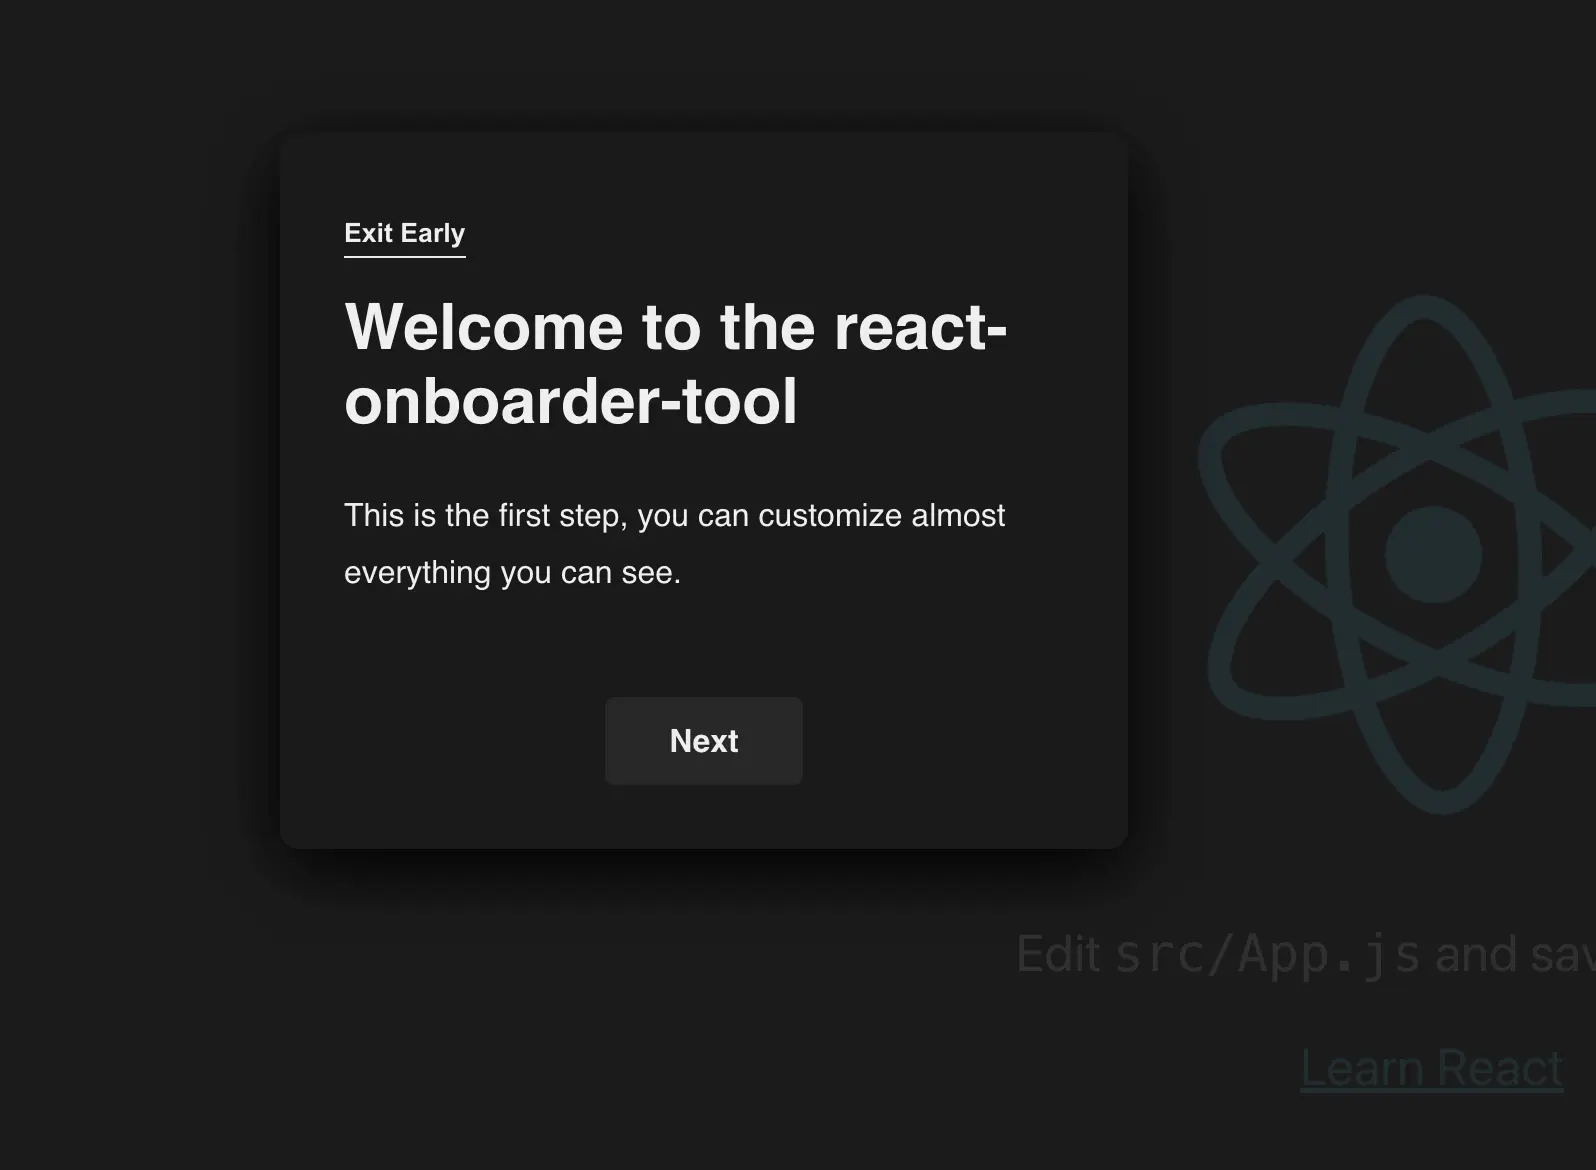 Exit Early
Welcome to the react-
onboarder-tool
This is the first step, you can customize almost
everything you can see.
Next
Edit src/App.js and sav
Learn React